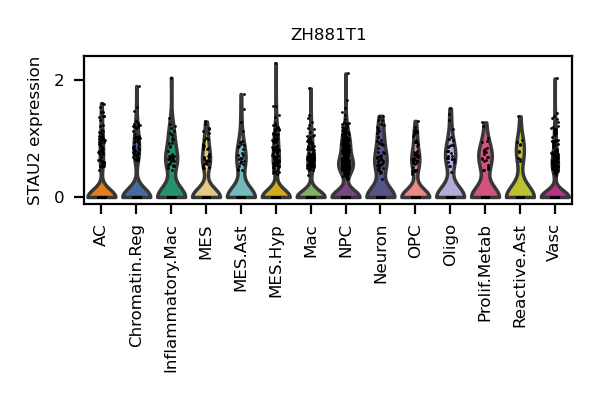 ZH881T1
STAU2 expression
2
0
AC
Chromatin.Reg
Inflammatory.Mac
MES
MES.Ast
MES.Hyp
Mac
NPC
Neuron
OPC
Oligo
Prolif.Metab
Reactive.Ast
Vasc